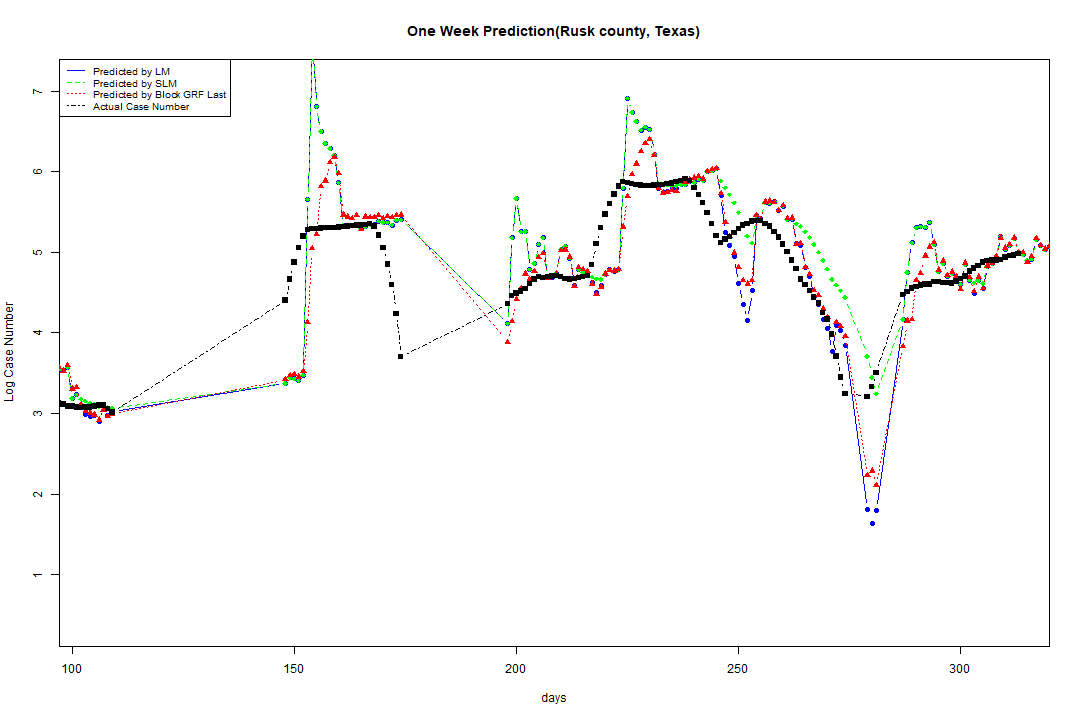 One Week Prediction(Rusk county, Texas)
Predicted by LM
Predicted by SLM
Predicted by Block GRF Last
Actual Case Number
Log Case Number
7
6
5
4
3
2
1
100 150 200 250 300
days